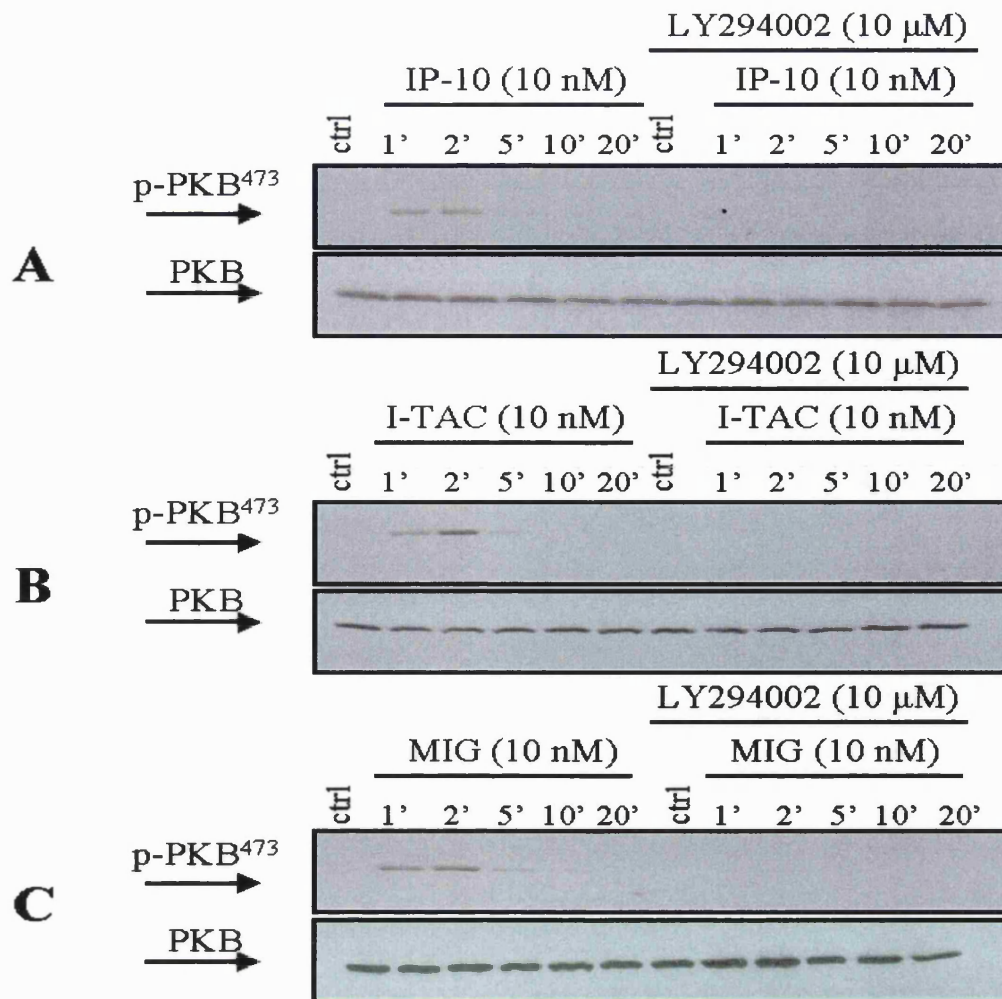 LY294002 (10 µM)
IP-10 (10 nM) IP-10 (10 nM)
ctrl 1’ 2’ 5’ 10’ 20’ ctrl 1’ 2’ 5’ 10’ 20’
p-PKB⁴⁷³
A
PKB
LY294002 (10 µM)
I-TAC (10 nM) I-TAC (10 nM)
ctrl 1’ 2’ 5’ 10’ 20’ ctrl 1’ 2’ 5’ 10’ 20’
p-PKB⁴⁷³
B
PKB
LY294002 (10 µM)
MIG (10 nM) MIG (10 nM)
ctrl 1’ 2’ 5’ 10’ 20’ ctrl 1’ 2’ 5’ 10’ 20’
p-PKB⁴⁷³
C
PKB